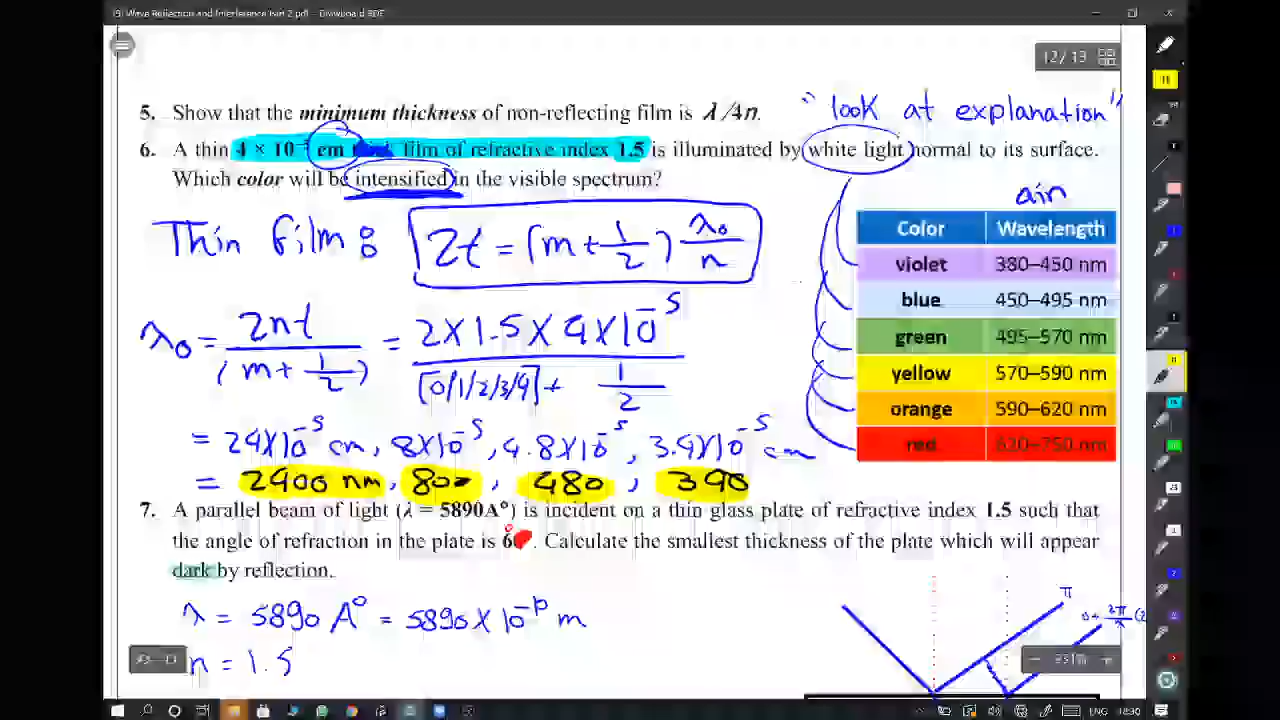 (9) Wave Reflection and Interference Part 2.pdf - Drawboard PDF
12/13
5. Show that the minimum thickness of non-reflecting film is λ/4n.
"look at explanation"
6. A thin 4 × 10⁻⁵ cm thick film of refractive index 1.5 is illuminated by white light normal to its surface.
Which color will be intensified in the visible spectrum?
air
Thin film:
2t = (m + 1/2) λ₀/n
Color Wavelength
violet 380–450 nm
blue 450–495 nm
green 495–570 nm
yellow 570–590 nm
orange 590–620 nm
red 620–750 nm
λ₀ = 2nt/(m + 1/2) = 2×1.5×4×10⁻⁵/[0/1/2/3/4] + 1/2
= 24×10⁻⁵ cm, 8×10⁻⁵, 4.8×10⁻⁵, 3.4×10⁻⁵ cm
= 2400 nm, 800, 480, 340
7. A parallel beam of light (λ = 5890A°) is incident on a thin glass plate of refractive index 1.5 such that
the angle of refraction in the plate is 60°. Calculate the smallest thickness of the plate which will appear
dark by reflection.
λ = 5890 A° = 5890 × 10⁻¹⁰ m
π
0 + 2π/λ (2
n = 1.5
ENG